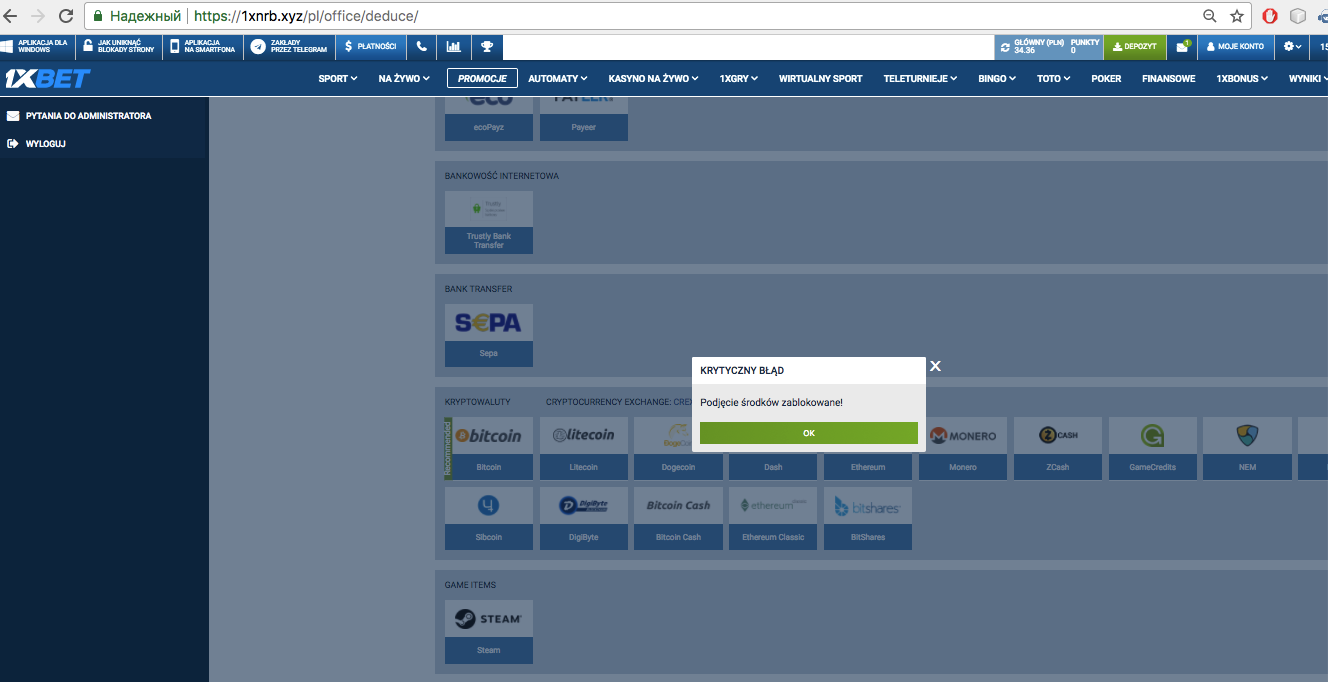 Надежный https://1xnrb.xyz/pl/office/deduce/
APLIKACJA DLA
WINDOWS
JAK UNIKNĄĆ
BLOKADY STRONY
APLIKACJA
NA SMARTFONA
ZAKŁADY
PRZEZ TELEGRAM
$ PŁATNOŚCI
GŁÓWNY (PLN)
34.36
PUNKTY
0
DEPOZYT
1
MOJE KONTO
15
1XBET
SPORT
NA ŻYWO
PROMOCJE
AUTOMATY
KASYNO NA ŻYWO
1XGRY
WIRTUALNY SPORT
TELETURNIEJE
BINGO
TOTO
POKER
FINANSOWE
1XBONUS
WYNIKI
PYTANIA DO ADMINISTRATORA
WYLOGUJ
eco
PAYEER
ecoPayz
Payeer
BANKOWOŚĆ INTERNETOWA
Trustly
Trustly Bank
Transfer
BANK TRANSFER
S€PA
Sepa
KRYTYCZNY BŁĄD
X
Podjęcie środków zablokowane!
OK
KRYPTOWALUTY
CRYPTOCURRENCY EXCHANGE: CREX
Recommended
bitcoin
litecoin
MONERO
ZCASH
Bitcoin
Litecoin
Dogecoin
Dash
Ethereum
Monero
ZCash
GameCredits
NEM
DigiByte
Bitcoin Cash
ethereum
bitshares
Sibcoin
DigiByte
Bitcoin Cash
Ethereum Classic
BitShares
GAME ITEMS
STEAM
Steam